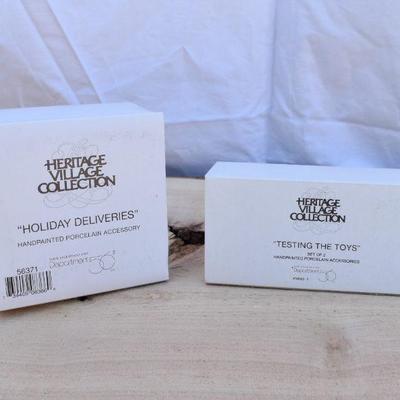 HERITAGE
VILLAGE
COLLECTION
"HOLIDAY DELIVERIES"
HANDPAINTED PORCELAIN ACCESSORY
Department 56
56371
HERITAGE
VILLAGE
COLLECTION
"TESTING THE TOYS"
SET OF 2
HANDPAINTED PORCELAIN ACCESSORIES
Department 56